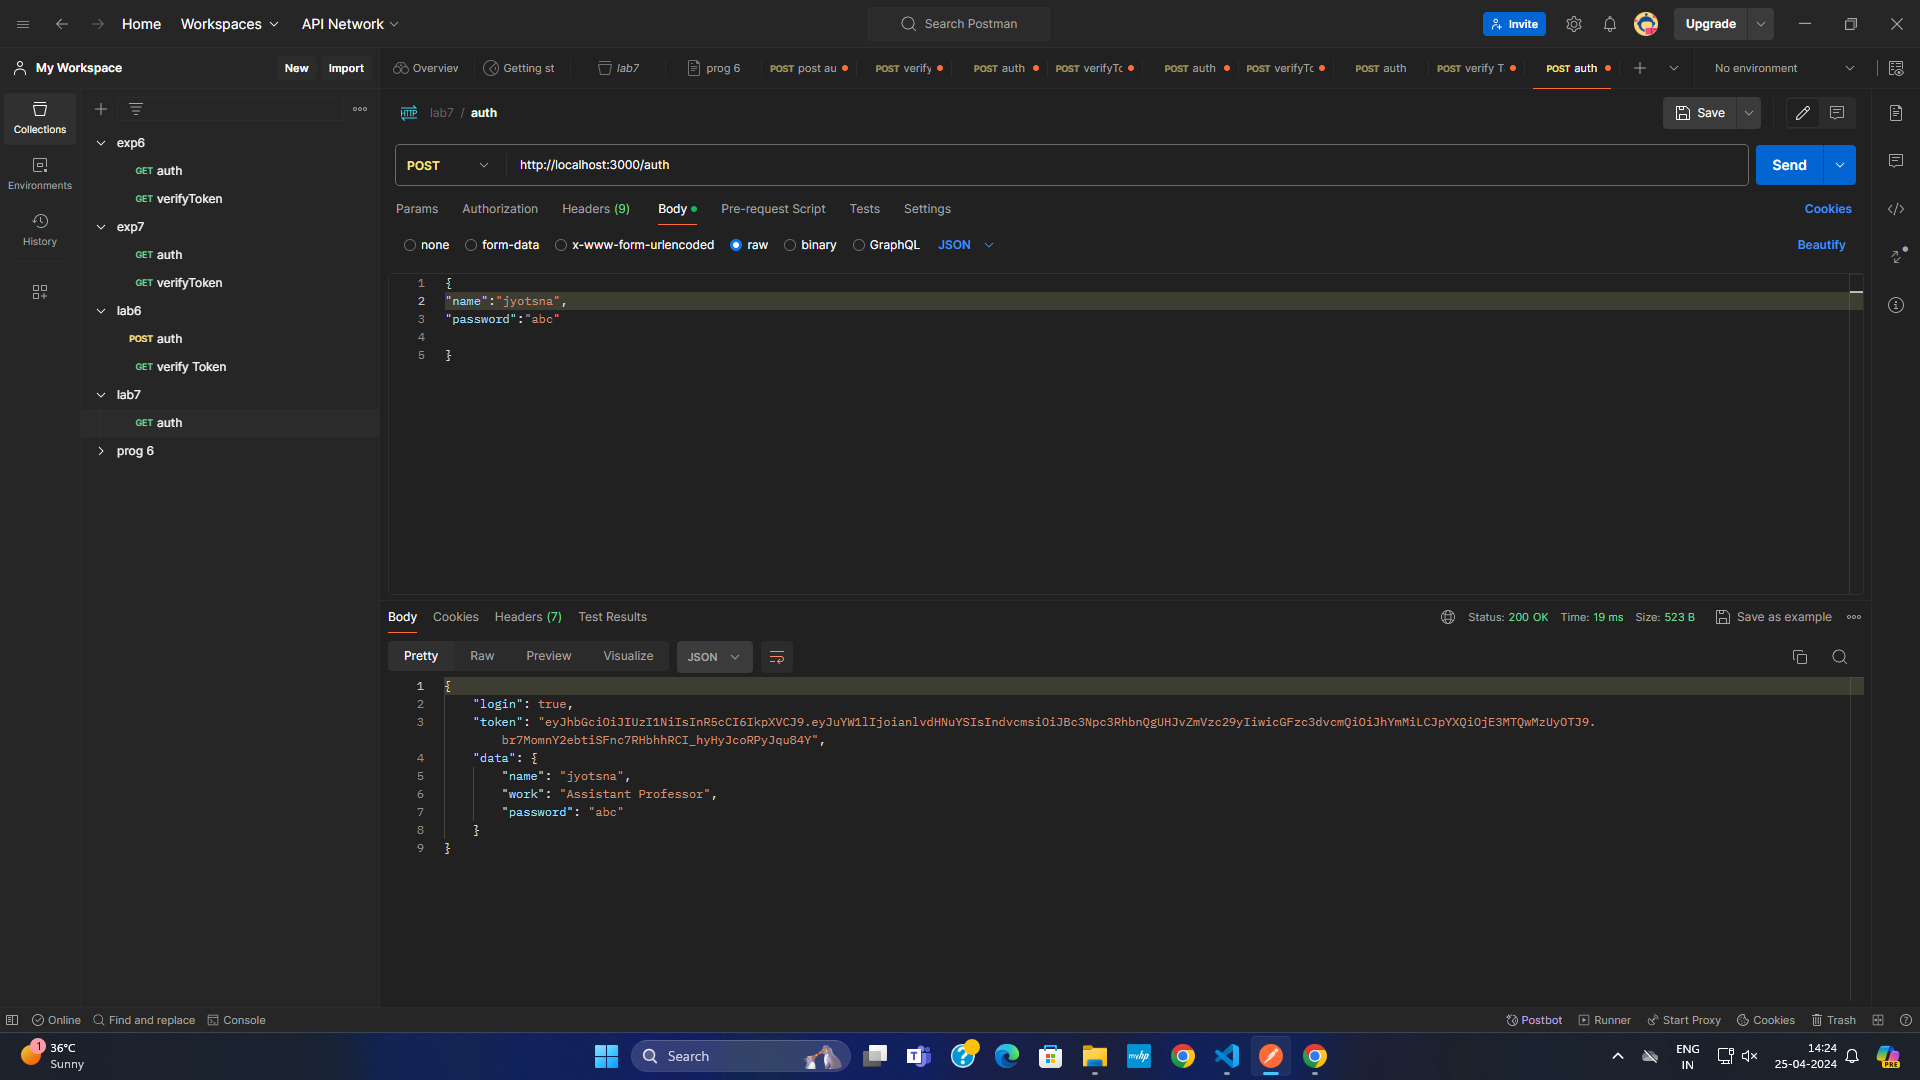 Home Workspaces API Network Search Postman Invite Upgrade
My Workspace New Import Overview Getting st lab7 prog 6 POST post au POST verify POST auth POST verifyTc POST auth POST verifyTc POST auth POST verify T POST auth No environment
Collections
Environments
History
exp6
GET auth
GET verifyToken
exp7
GET auth
GET verifyToken
lab6
POST auth
GET verify Token
lab7
GET auth
prog 6
HTTP lab7 / auth Save
POST http://localhost:3000/auth Send
Params Authorization Headers (9) Body Pre-request Script Tests Settings Cookies
none form-data x-www-form-urlencoded raw binary GraphQL JSON Beautify
1 {
2 "name":"jyotsna",
3 "password":"abc"
4
5 }
Body Cookies Headers (7) Test Results Status: 200 OK Time: 19 ms Size: 523 B Save as example
Pretty Raw Preview Visualize JSON
1 {
2 "login": true,
3 "token": "eyJhbGciOiJIUzI1NiIsInR5cCI6IkpXVCJ9.eyJuYW1lIjoianlvdHNuYSIsIndvcmsiOiJBc3Npc3RhbnQgUHJvZmVzc29yIiwicGFzc3dvcmQiOiJhYmMiLCJpYXQiOjE3MTQwMzUyOTJ9.
br7MomnY2ebtiSFnc7RHbhhRCI_hyHyJcoRPyJqu84Y",
4 "data": {
5 "name": "jyotsna",
6 "work": "Assistant Professor",
7 "password": "abc"
8 }
9 }
Online Find and replace Console Postbot Runner Start Proxy Cookies Trash
1 36°C
Sunny
Search
myhp
ENG
IN
14:24
25-04-2024
PRE